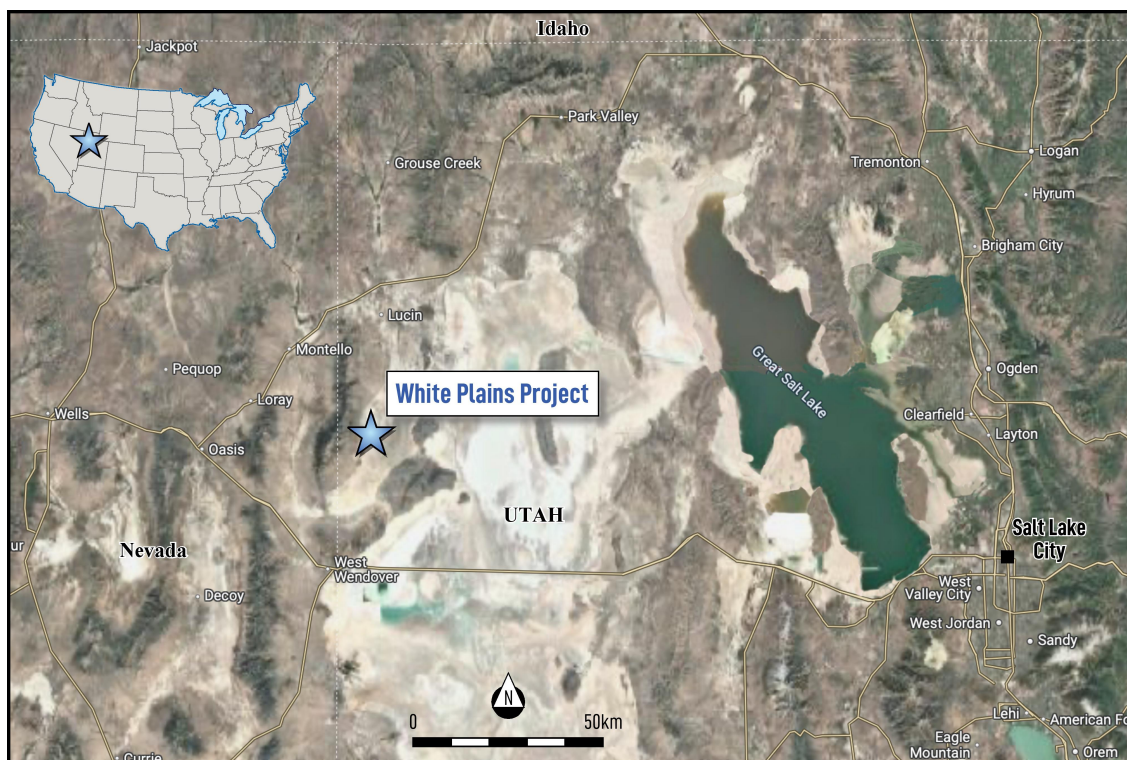 Idaho
Jackpot
Park Valley
Grouse Creek
Tremonton
Logan
Hyrum
Brigham City
Lucin
Montello
Pequop
Great Salt Lake
Ogden
White Plains Project
Loray
Wells
Clearfield
Layton
Oasis
UTAH
Salt Lake
City
ur
Nevada
West
Wendover
West
Valley City
Decoy
West Jordan
Sandy
N
0
50km
Lehi
American Fo
Eagle
Mountain
Orem
Currie